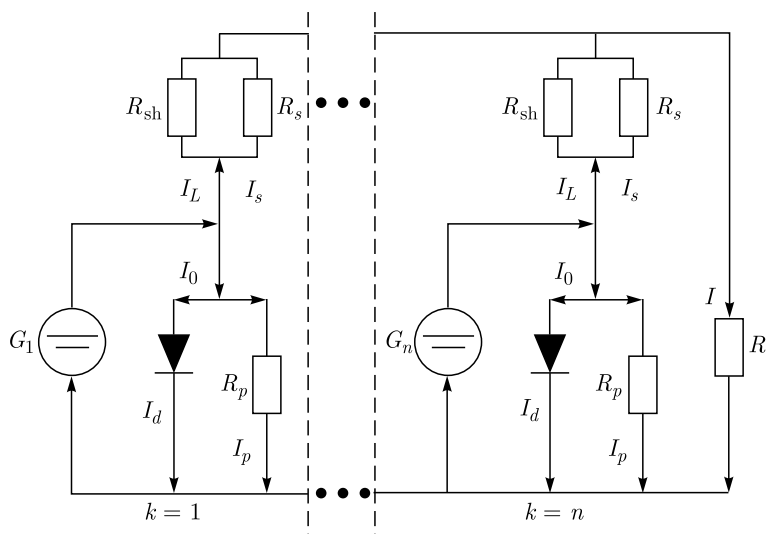 R_sh R_s
R_sh R_s
I_L I_s
I_L I_s
I_0
I_0
I
G_1
G_n
R
R_p
R_p
I_d
I_d
I_p
I_p
k = 1
k = n